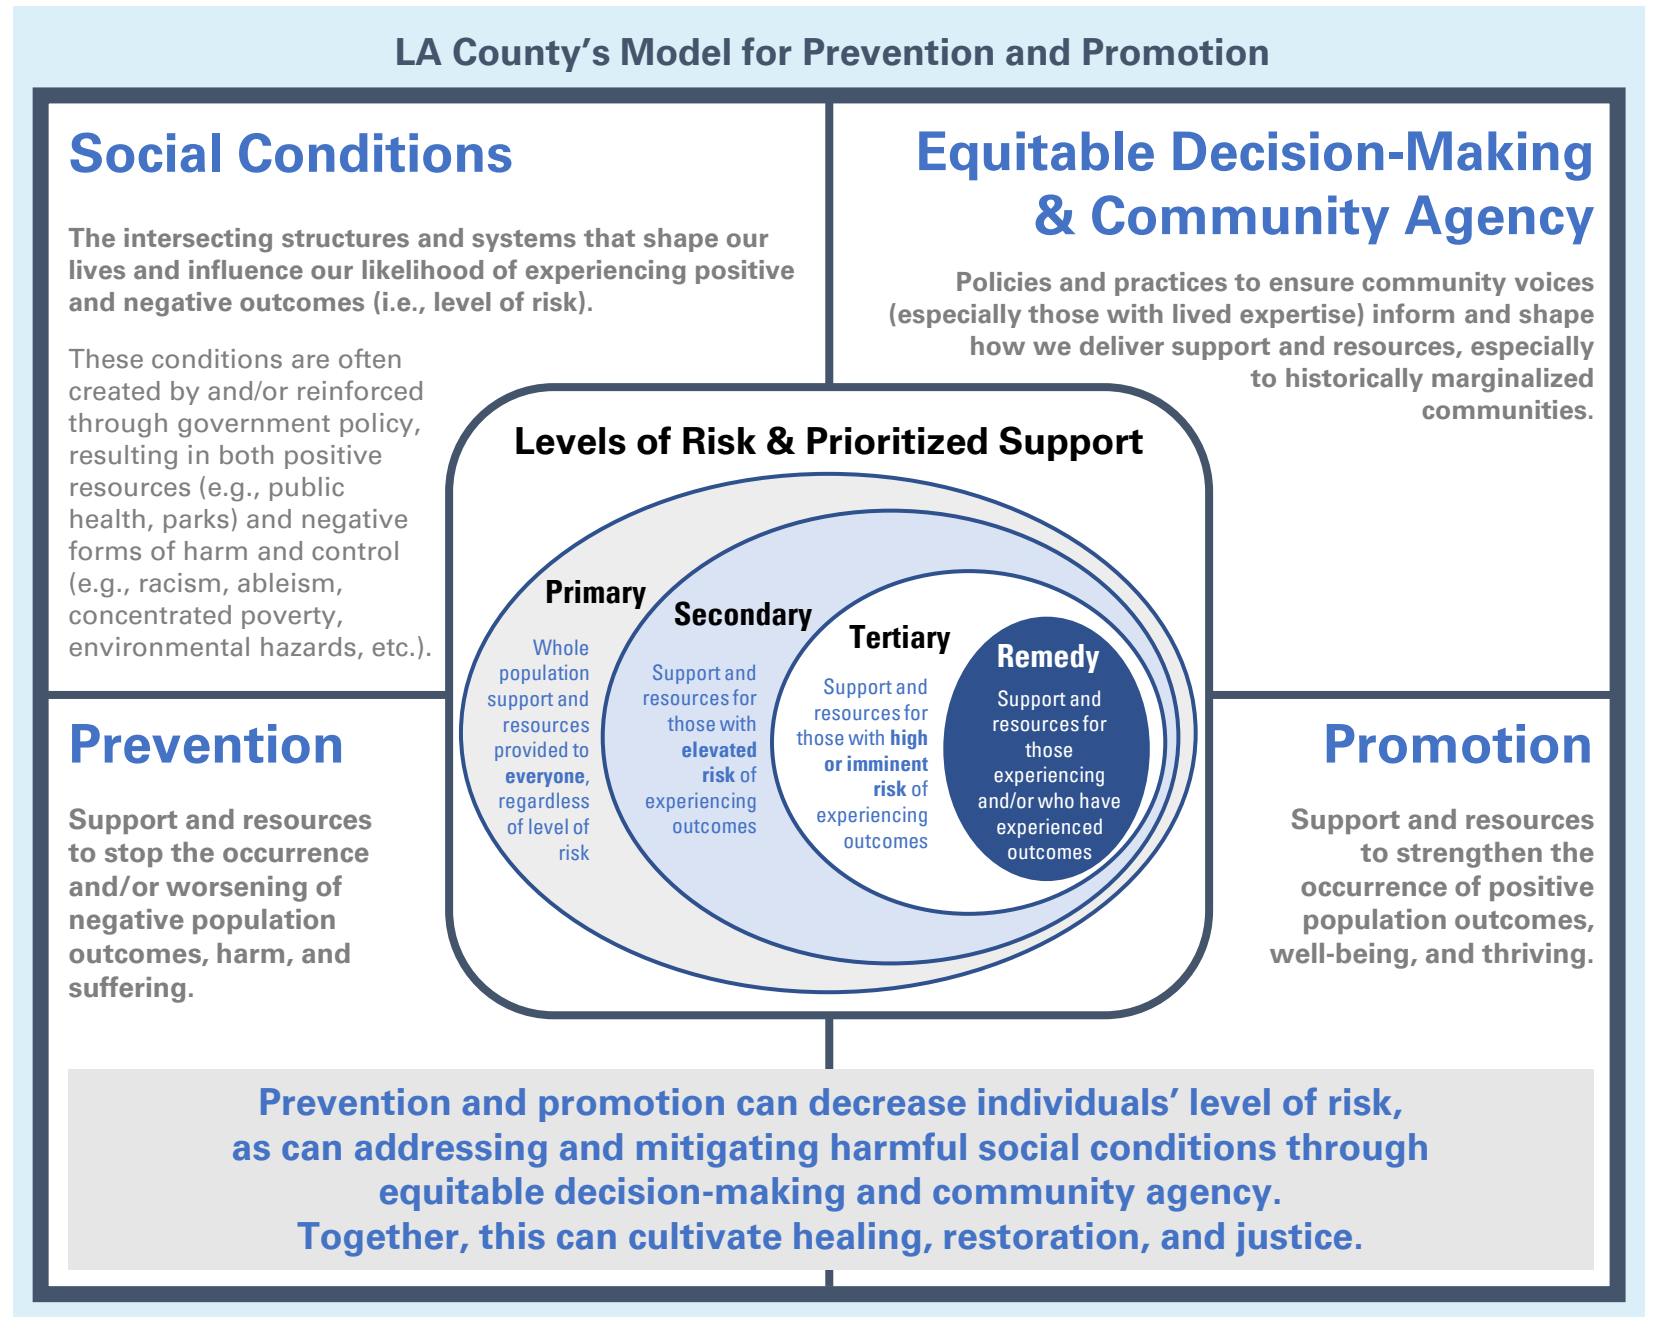 LA County’s Model for Prevention and Promotion
Social Conditions
The intersecting structures and systems that shape our
lives and influence our likelihood of experiencing positive
and negative outcomes (i.e., level of risk).
These conditions are often
created by and/or reinforced
through government policy,
resulting in both positive
resources (e.g., public
health, parks) and negative
forms of harm and control
(e.g., racism, ableism,
concentrated poverty,
environmental hazards, etc.).
Equitable Decision-Making
& Community Agency
Policies and practices to ensure community voices
(especially those with lived expertise) inform and shape
how we deliver support and resources, especially
to historically marginalized
communities.
Levels of Risk & Prioritized Support
Primary
Whole
population
support and
resources
provided to
everyone,
regardless
of level of
risk
Secondary
Support and
resources for
those with
elevated
risk of
experiencing
outcomes
Tertiary
Support and
resources for
those with high
or imminent
risk of
experiencing
outcomes
Remedy
Support and
resources for
those
experiencing
and/or who have
experienced
outcomes
Prevention
Support and resources
to stop the occurrence
and/or worsening of
negative population
outcomes, harm, and
suffering.
Promotion
Support and resources
to strengthen the
occurrence of positive
population outcomes,
well-being, and thriving.
Prevention and promotion can decrease individuals’ level of risk,
as can addressing and mitigating harmful social conditions through
equitable decision-making and community agency.
Together, this can cultivate healing, restoration, and justice.